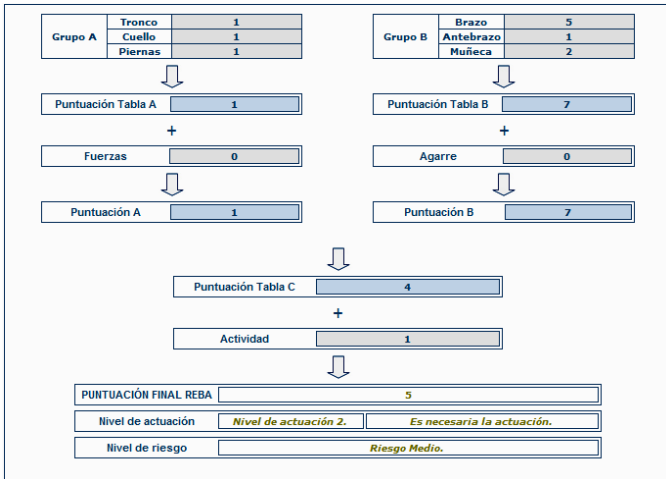 Grupo A
Tronco 1
Cuello 1
Piernas 1
Grupo B
Brazo 5
Antebrazo 1
Muñeca 2
Puntuación Tabla A 1
Puntuación Tabla B 7
+ +
Fuerzas 0
Agarre 0
Puntuación A 1
Puntuación B 7
Puntuación Tabla C 4
+
Actividad 1
PUNTUACIÓN FINAL REBA 5
Nivel de actuación Nivel de actuación 2. Es necesaria la actuación.
Nivel de riesgo Riesgo Medio.